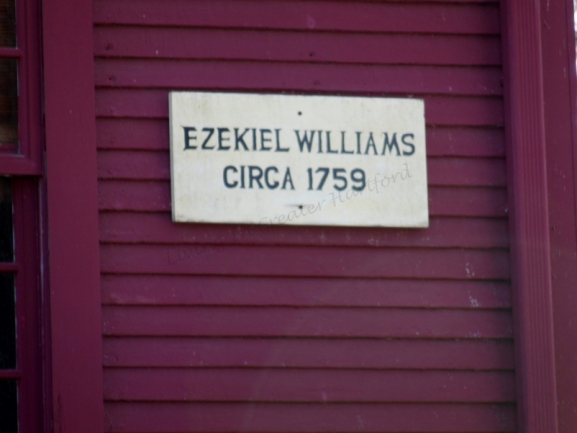 EZEKIEL WILLIAMS
CIRCA 1759
Greater Hartford